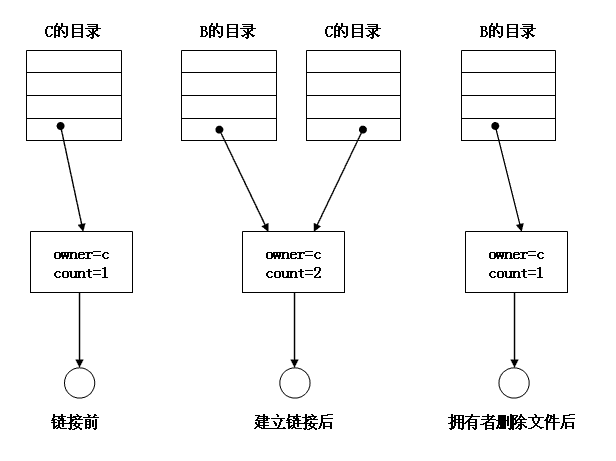 C的目录
B的目录
C的目录
B的目录
owner=c
count=1
owner=c
count=2
owner=c
count=1
链接前
建立链接后
拥有者删除文件后